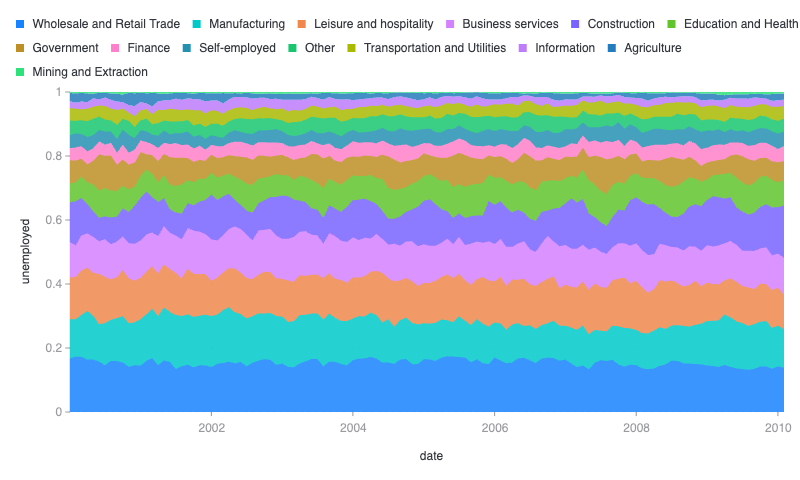 Wholesale and Retail Trade Manufacturing Leisure and hospitality Business services Construction Education and Health
Government Finance Self-employed Other Transportation and Utilities Information Agriculture
Mining and Extraction
1
0.8
0.6
0.4
0.2
0
unemployed
2002 2004 2006 2008 2010
date